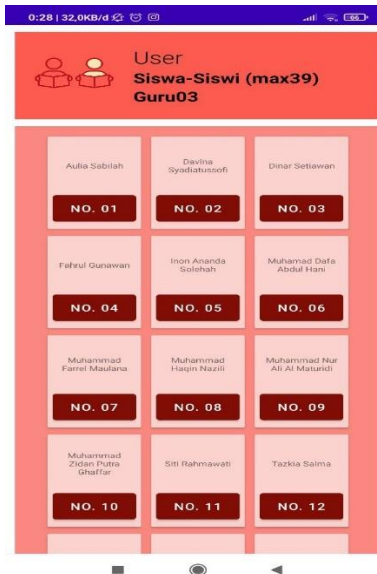 0:28 | 32,0KB/d
66
User
Siswa-Siswi (max39)
Guru03
Aulia Sabilah
NO. 01
Davina
Syadiatussofi
NO. 02
Dinar Setiawan
NO. 03
Fahrul Gunawan
NO. 04
Inon Ananda
Solehah
NO. 05
Muhamad Dafa
Abdul Hani
NO. 06
Muhammad
Farrel Maulana
NO. 07
Muhammad
Haqin Nazili
NO. 08
Muhammad Nur
Ali Al Maturidi
NO. 09
Muhammad
Zidan Putra
Ghaffar
NO. 10
Siti Rahmawati
NO. 11
Tazkia Salma
NO. 12